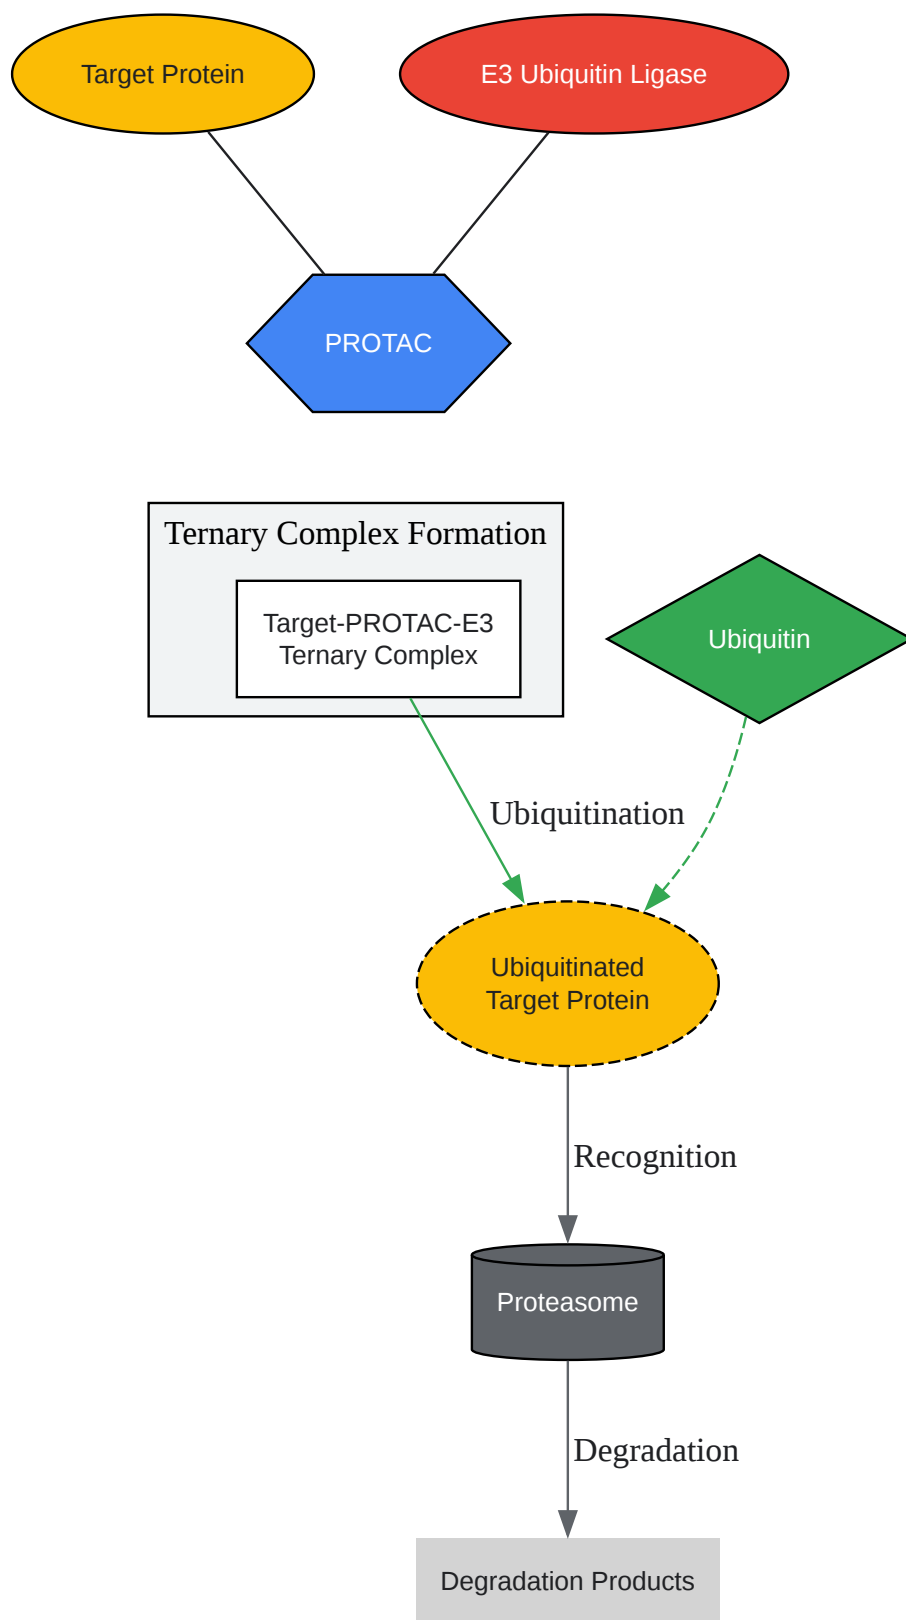 Target Protein
E3 Ubiquitin Ligase
PROTAC
Ternary Complex Formation
Target-PROTAC-E3
Ternary Complex
Ubiquitin
Ubiquitination
Ubiquitinated
Target Protein
Recognition
Proteasome
Degradation
Degradation Products